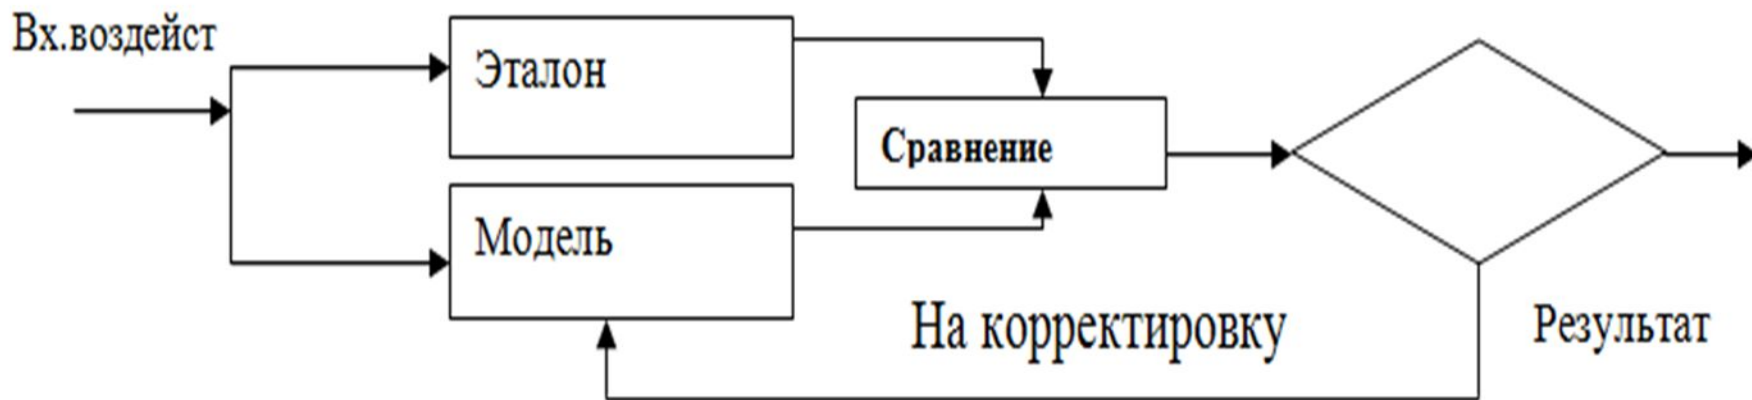 Вх.воздейст
Эталон
Сравнение
Модель
На корректировку
Результат